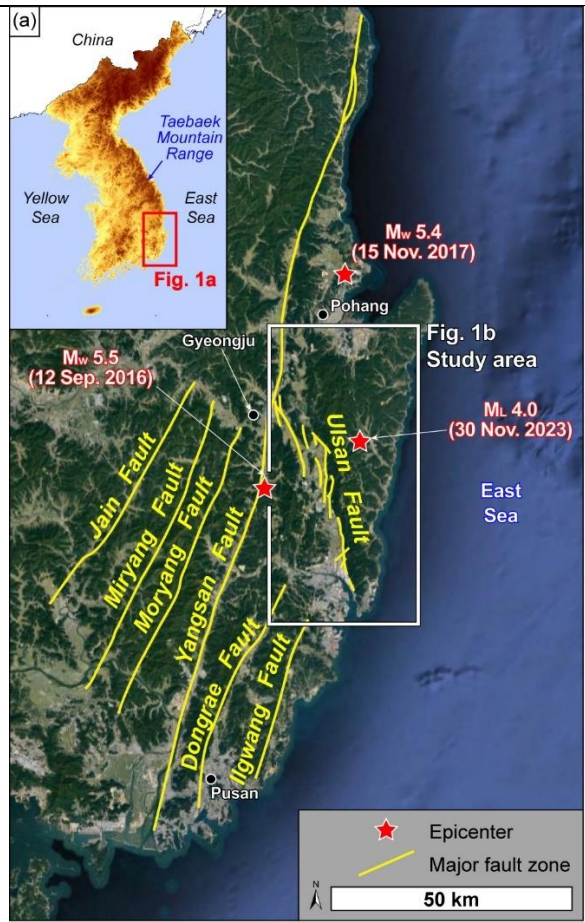 (a)
China
Taebaek
Mountain
Range
Yellow
Sea
East
Sea
Fig. 1a
Mw 5.4
(15 Nov. 2017)
Pohang
Gyeongju
Fig. 1b
Study area
Mw 5.5
(12 Sep. 2016)
ML 4.0
(30 Nov. 2023)
Jain Fault
Miryang Fault
Moryang Fault
Yangsan Fault
Ulsan Fault
East
Sea
Dongrae Fault
Ilgwang Fault
Pusan
Epicenter
Major fault zone
N
50 km